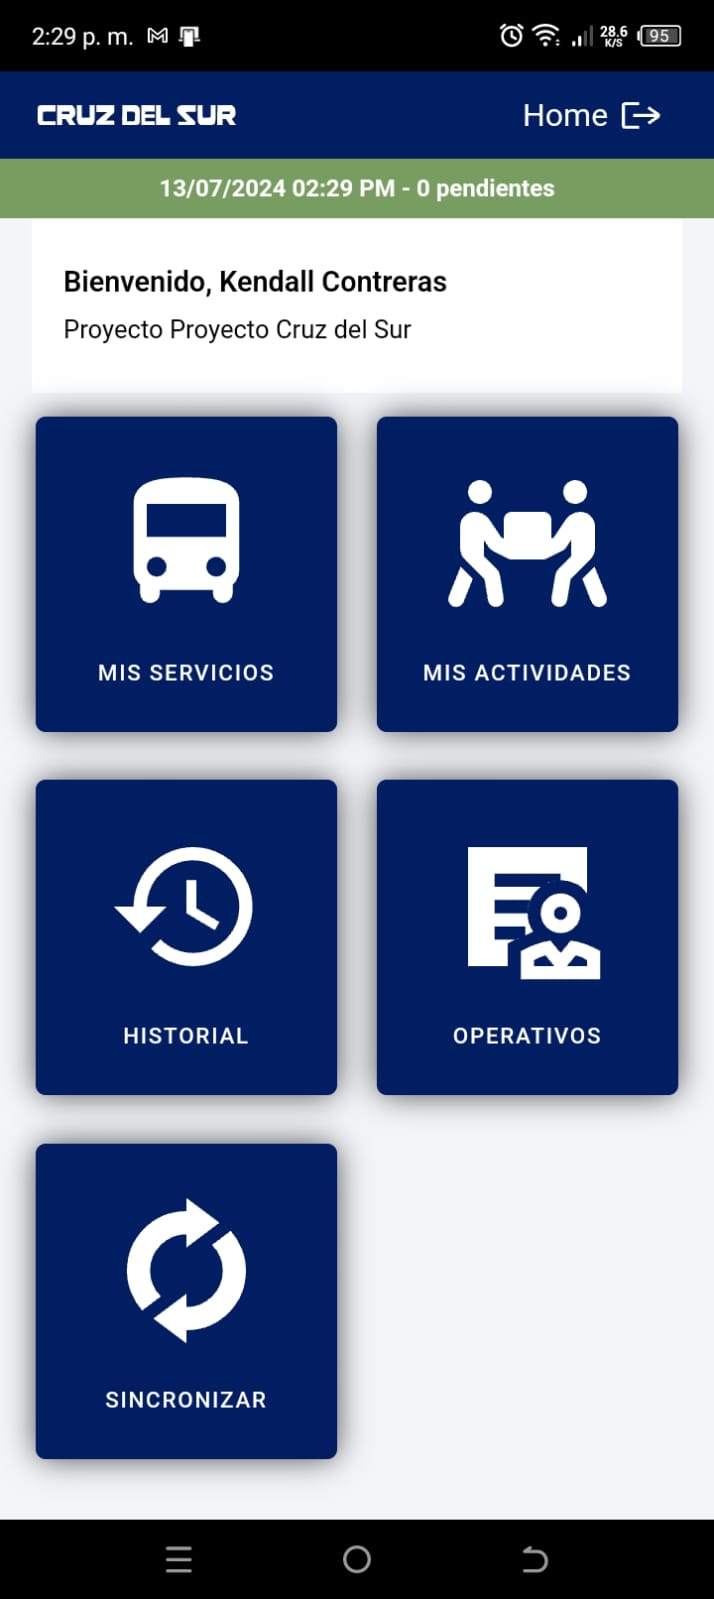 2:29 p. m.
28.6
K/S
95
CRUZ DEL SUR
Home
13/07/2024 02:29 PM - 0 pendientes
Bienvenido, Kendall Contreras
Proyecto Proyecto Cruz del Sur
MIS SERVICIOS
MIS ACTIVIDADES
HISTORIAL
OPERATIVOS
SINCRONIZAR